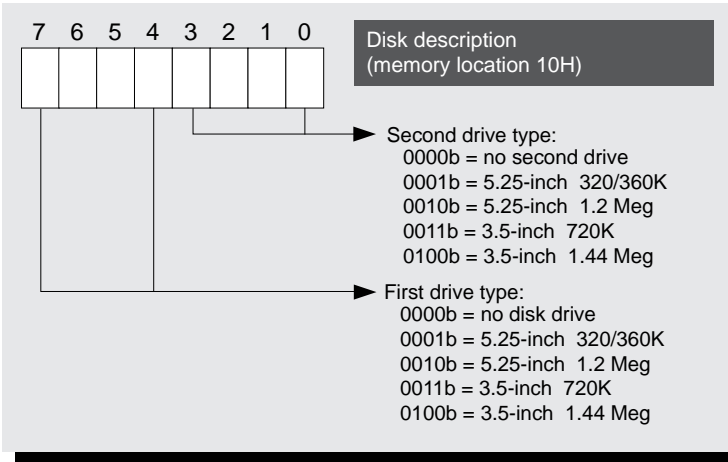 7 6 5 4 3 2 1 0
Disk description
(memory location 10H)
Second drive type:
0000b = no second drive
0001b = 5.25-inch 320/360K
0010b = 5.25-inch 1.2 Meg
0011b = 3.5-inch 720K
0100b = 3.5-inch 1.44 Meg
First drive type:
0000b = no disk drive
0001b = 5.25-inch 320/360K
0010b = 5.25-inch 1.2 Meg
0011b = 3.5-inch 720K
0100b = 3.5-inch 1.44 Meg